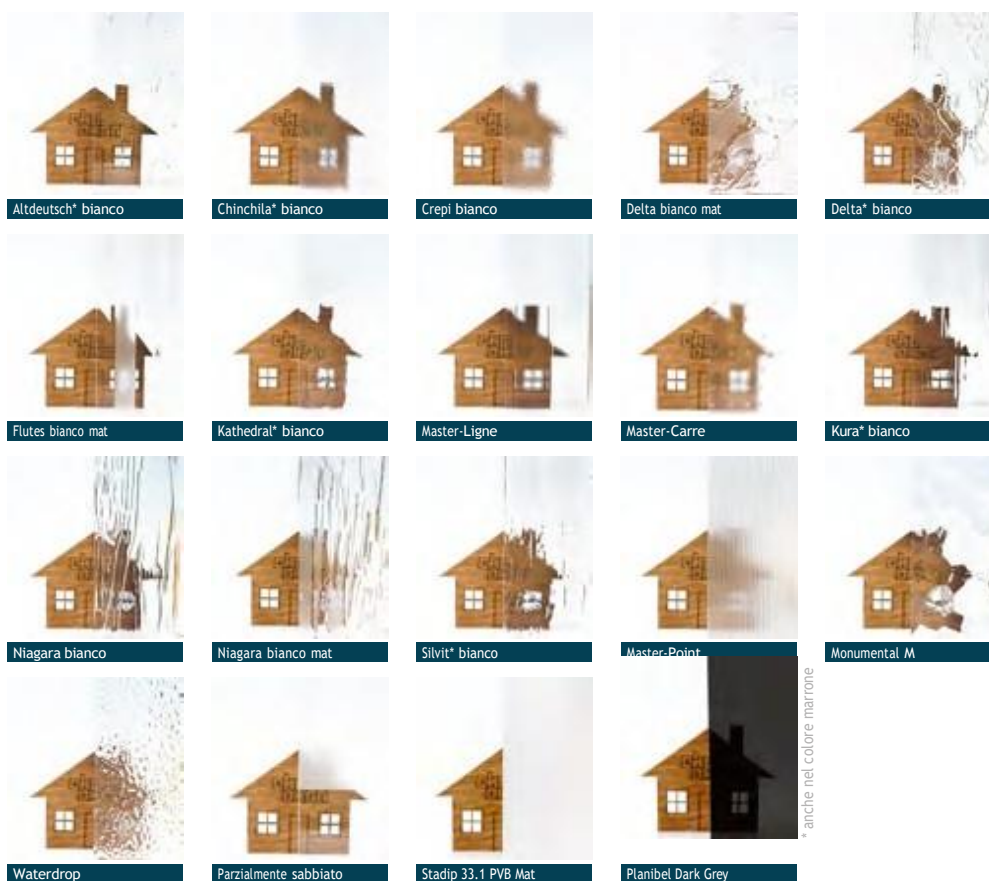 Altdeutsch* bianco
Chinchila* bianco
Crepi bianco
Delta bianco mat
Delta* bianco
Flutes bianco mat
Kathedral* bianco
Master-Ligne
Master-Carre
Kura* bianco
Niagara bianco
Niagara bianco mat
Silvit* bianco
Master-Point
Monumental M
* anche nel colore marrone
Waterdrop
Parzialmente sabbiato
Stadip 33.1 PVB Mat
Planibel Dark Grey